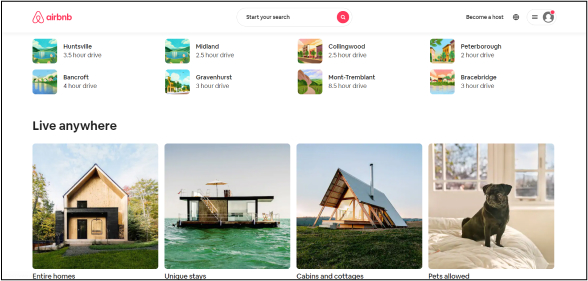 airbnb
Start your search
Become a host
Huntsville
3.5 hour drive
Midland
2.5 hour drive
Collingwood
2.5 hour drive
Peterborough
2 hour drive
Bancroft
4 hour drive
Gravenhurst
3 hour drive
Mont-Tremblant
6.5 hour drive
Bracebridge
3 hour drive
Live anywhere
Entire homes
Unique stays
Cabins and cottages
Pets allowed